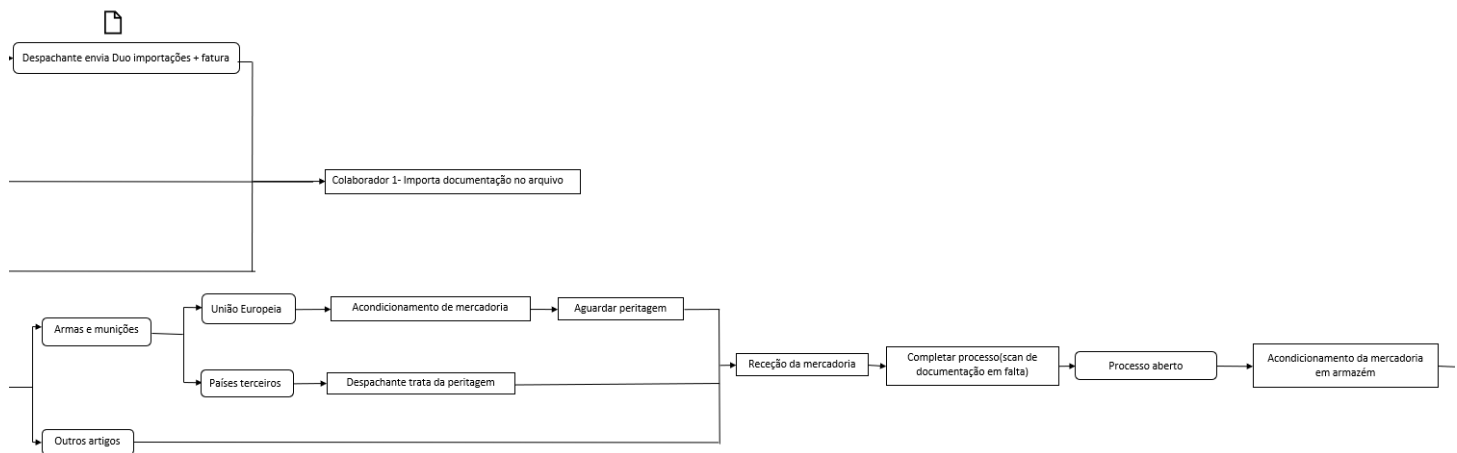 Despachante envia Duo importações + fatura
Colaborador 1- Importa documentação no arquivo
Armas e munições
União Europeia
Acondicionamento de mercadoria
Aguardar peritagem
Países terceiros
Despachante trata da peritagem
Outros artigos
Receção da mercadoria
Completar processo(scan de
documentação em falta)
Processo aberto
Acondicionamento da mercadoria
em armazém